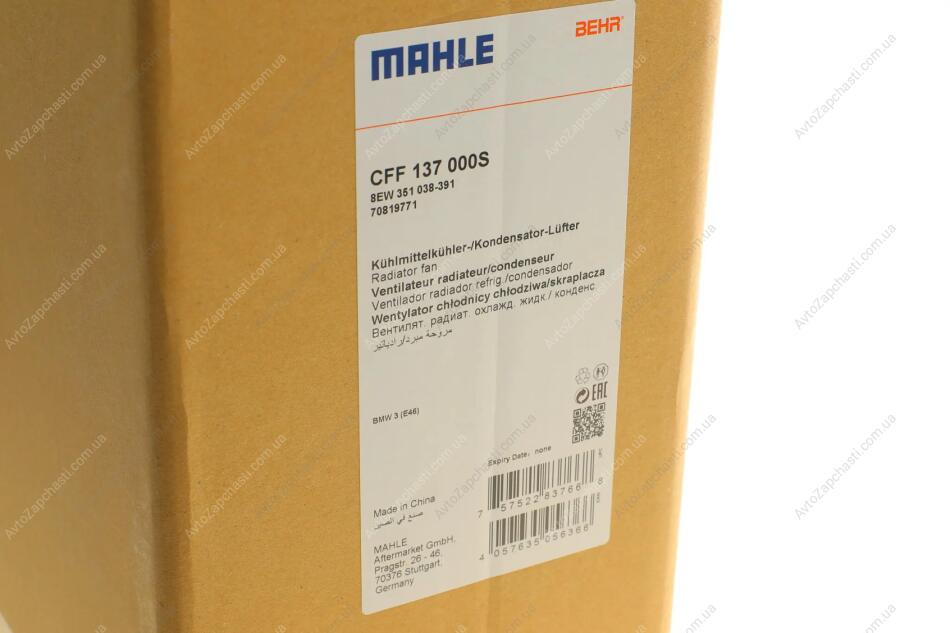 MAHLE
BEHR
CFF 137 000S
8EW 351 038-391
70819771
Kühlmittelkühler-/Kondensator-Lüfter
Radiator fan
Ventilateur radiateur/condenseur
Ventilador radiador refrig./condensador
Wentylator chłodnicy chłodziwa/skraplacza
Вентилят. радиат. охлажд. жидк./ конденс.
مروحة مبرد/رادياتير
BMW 3 (E46)
EAC
Expiry Date: none
7 57522 83766 8
Made in China
صنع في الصين
4 057635 056366
MAHLE
Aftermarket GmbH,
Pragstr. 26 - 46,
70376 Stuttgart,
Germany
AvtoZapchasti.com.ua